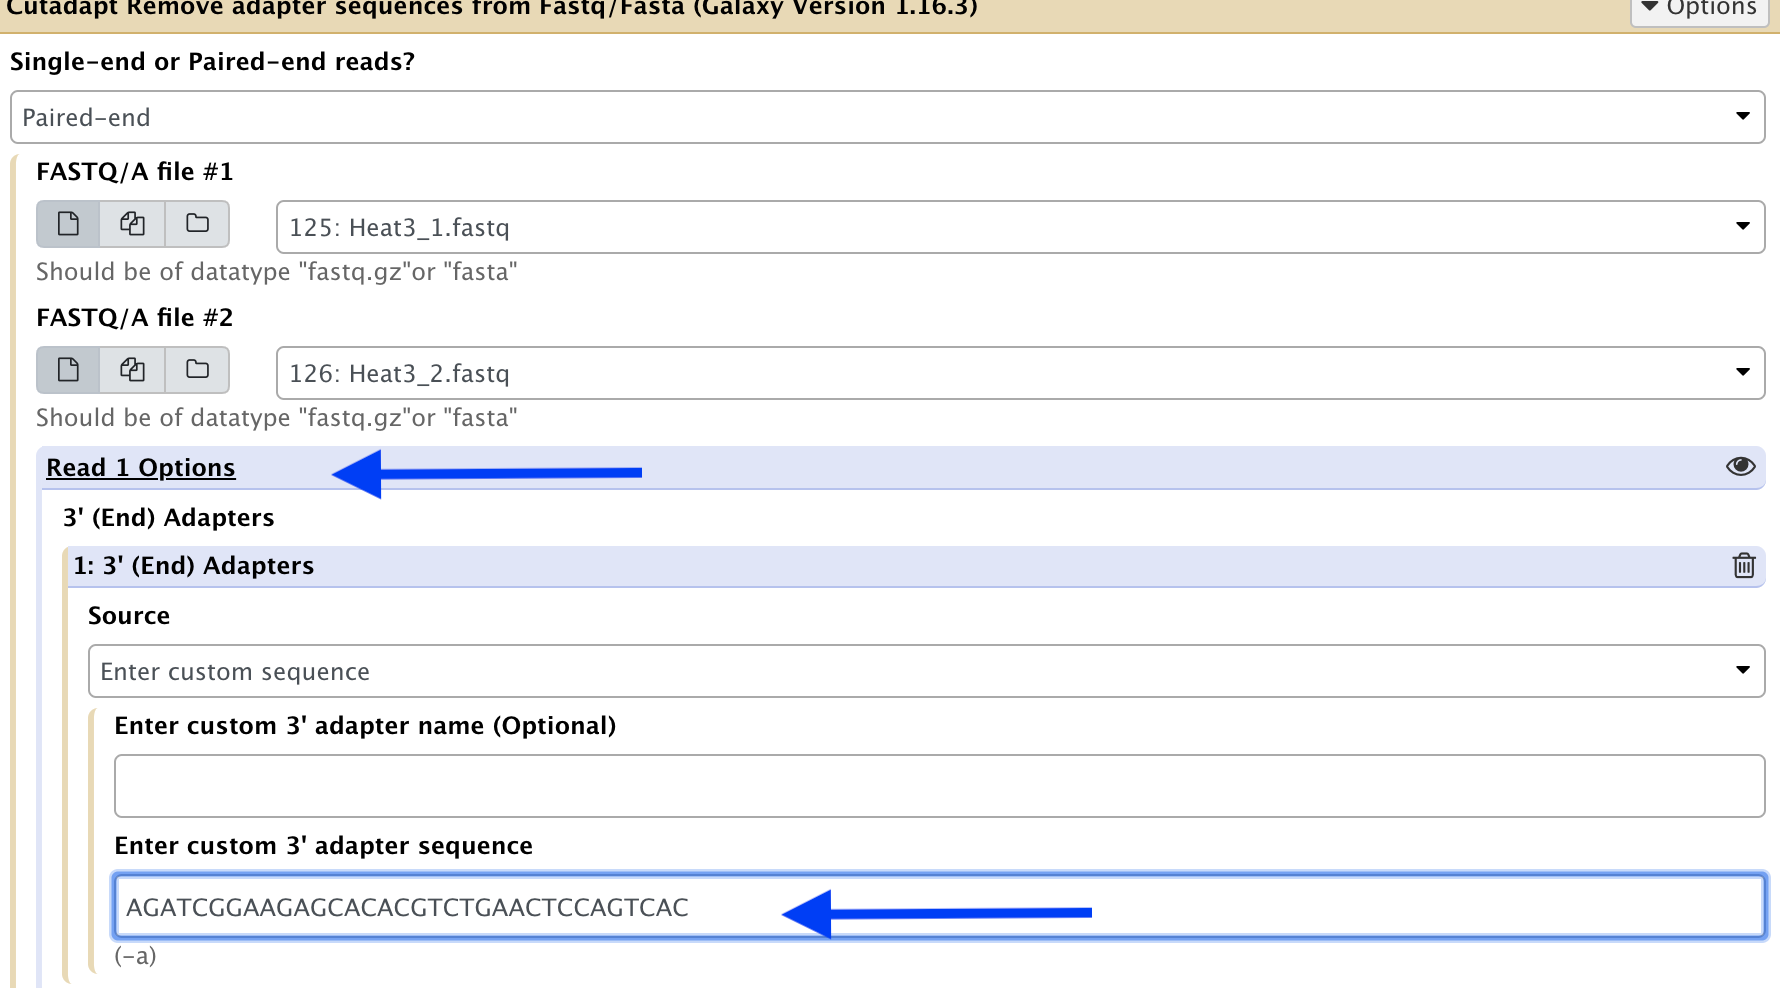 Cutadapt Remove adapter sequences from Fastq/Fasta (Galaxy Version 1.16.3)
Options
Single-end or Paired-end reads?
Paired-end
FASTQ/A file #1
125: Heat3_1.fastq
Should be of datatype "fastq.gz"or "fasta"
FASTQ/A file #2
126: Heat3_2.fastq
Should be of datatype "fastq.gz"or "fasta"
Read 1 Options
3' (End) Adapters
1: 3' (End) Adapters
Source
Enter custom sequence
Enter custom 3' adapter name (Optional)
Enter custom 3' adapter sequence
AGATCGGAAGAGCACACGTCTGAACTCCAGTCAC
(-a)